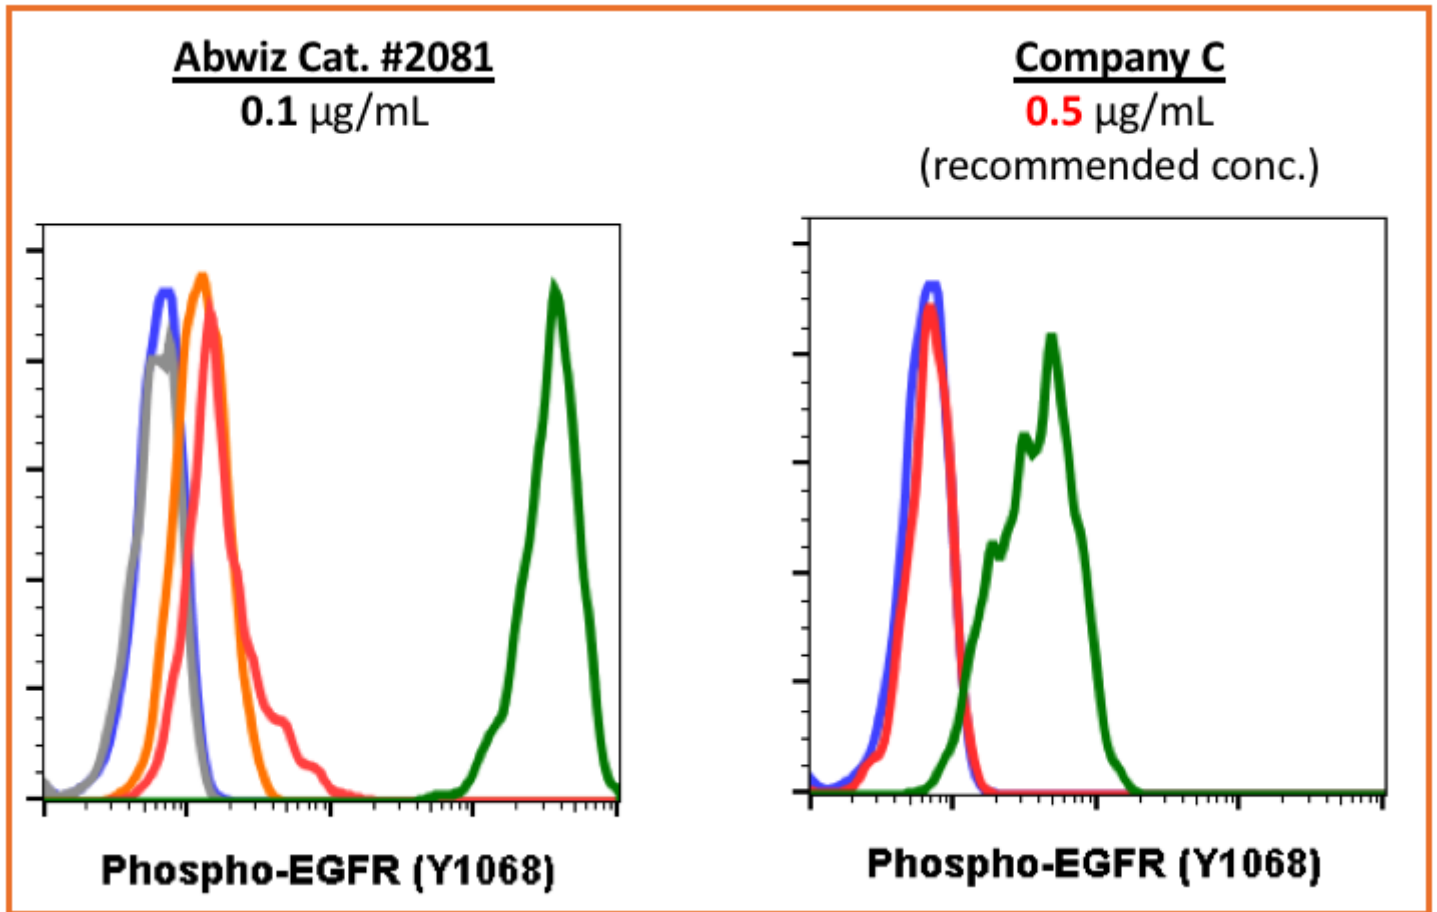 Abwiz Cat. #2081
0.1 µg/mL
Company C
0.5 µg/mL
(recommended conc.)
Phospho-EGFR (Y1068)
Phospho-EGFR (Y1068)